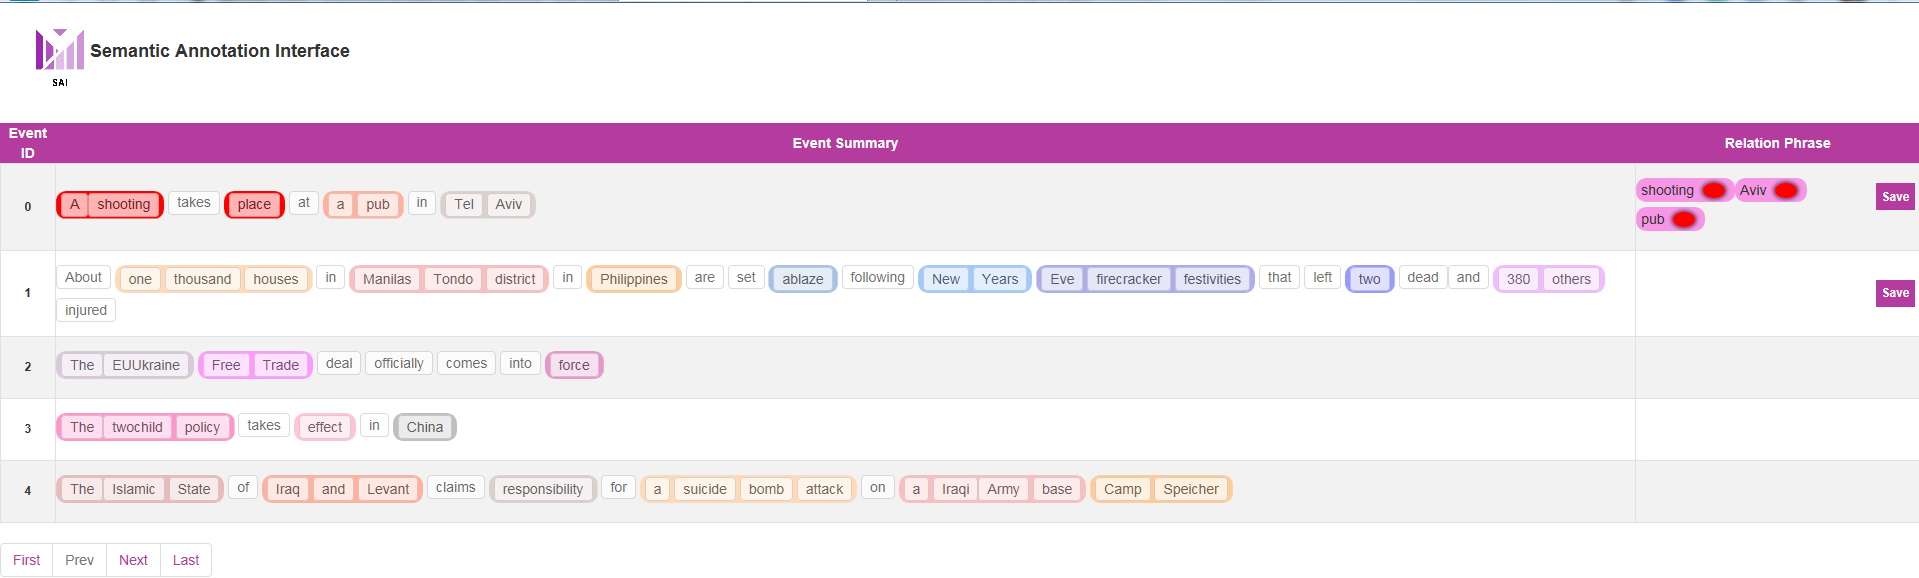 Semantic Annotation Interface
SAI
Event ID Event Summary Relation Phrase
0 A shooting takes place at a pub in Tel Aviv shooting Aviv
pub Save
1 About one thousand houses in Manilas Tondo district in Philippines are set ablaze following New Years Eve firecracker festivities that left two dead and 380 others
injured Save
2 The EUUkraine Free Trade deal officially comes into force
3 The twochild policy takes effect in China
4 The Islamic State of Iraq and Levant claims responsibility for a suicide bomb attack on a Iraqi Army base Camp Speicher
First Prev Next Last